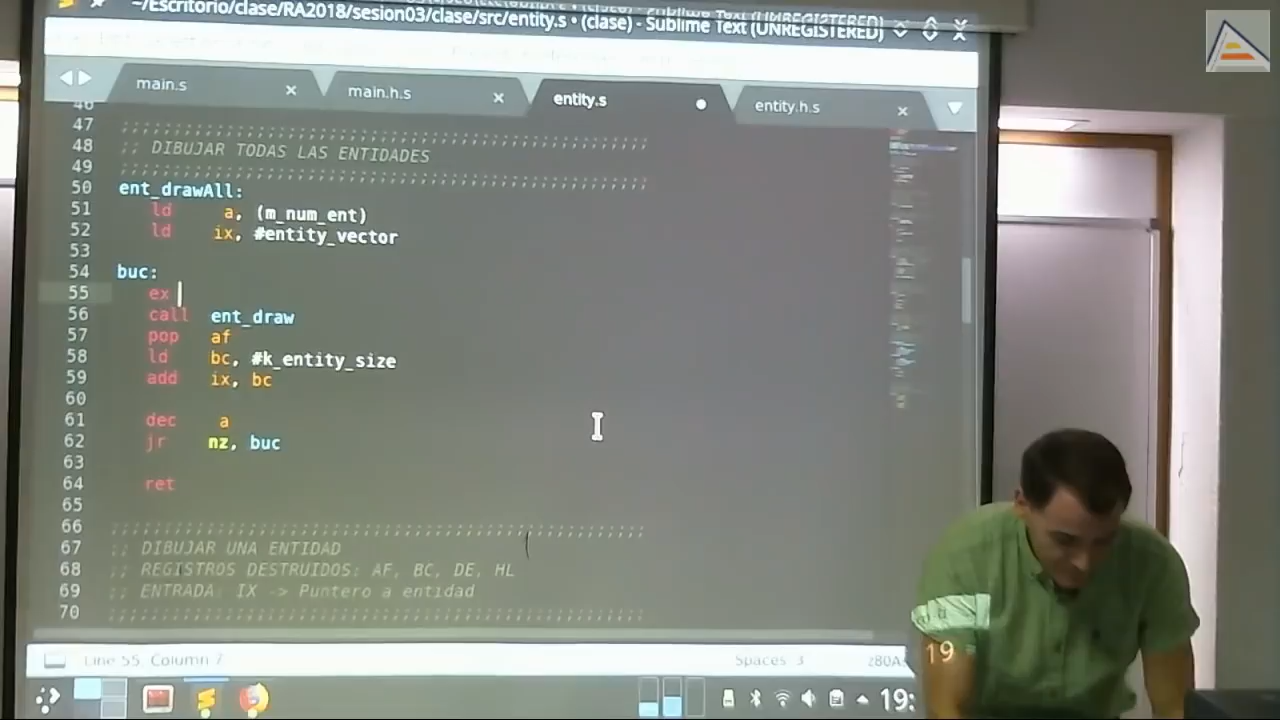 ~/Escritorio/clase/RA2018/sesion03/clase/src/entity.s • (clase) - Sublime Text (UNREGISTERED)
main.s
main.h.s
entity.s
entity.h.s
46
47 ;;;;;;;;;;;;;;;;;;;;;;;;;;;;;;;;;;;;;;;;;;;;;;;;;;
48 ;; DIBUJAR TODAS LAS ENTIDADES
49 ;;;;;;;;;;;;;;;;;;;;;;;;;;;;;;;;;;;;;;;;;;;;;;;;;;
50 ent_drawAll:
51 ld a, (m_num_ent)
52 ld ix, #entity_vector
53
54 buc:
55 ex
56 call ent_draw
57 pop af
58 ld bc, #k_entity_size
59 add ix, bc
60
61 dec a
62 jr nz, buc
63
64 ret
65
66 ;;;;;;;;;;;;;;;;;;;;;;;;;;;;;;;;;;;;;;;;;;;;;;;;;;
67 ;; DIBUJAR UNA ENTIDAD
68 ;; REGISTROS DESTRUIDOS: AF, BC, DE, HL
69 ;; ENTRADA: IX -> Puntero a entidad
70 ;;;;;;;;;;;;;;;;;;;;;;;;;;;;;;;;;;;;;;;;;;;;;;;;;;
Line 55, Column 7
Spaces: 3
z80As
19
19: